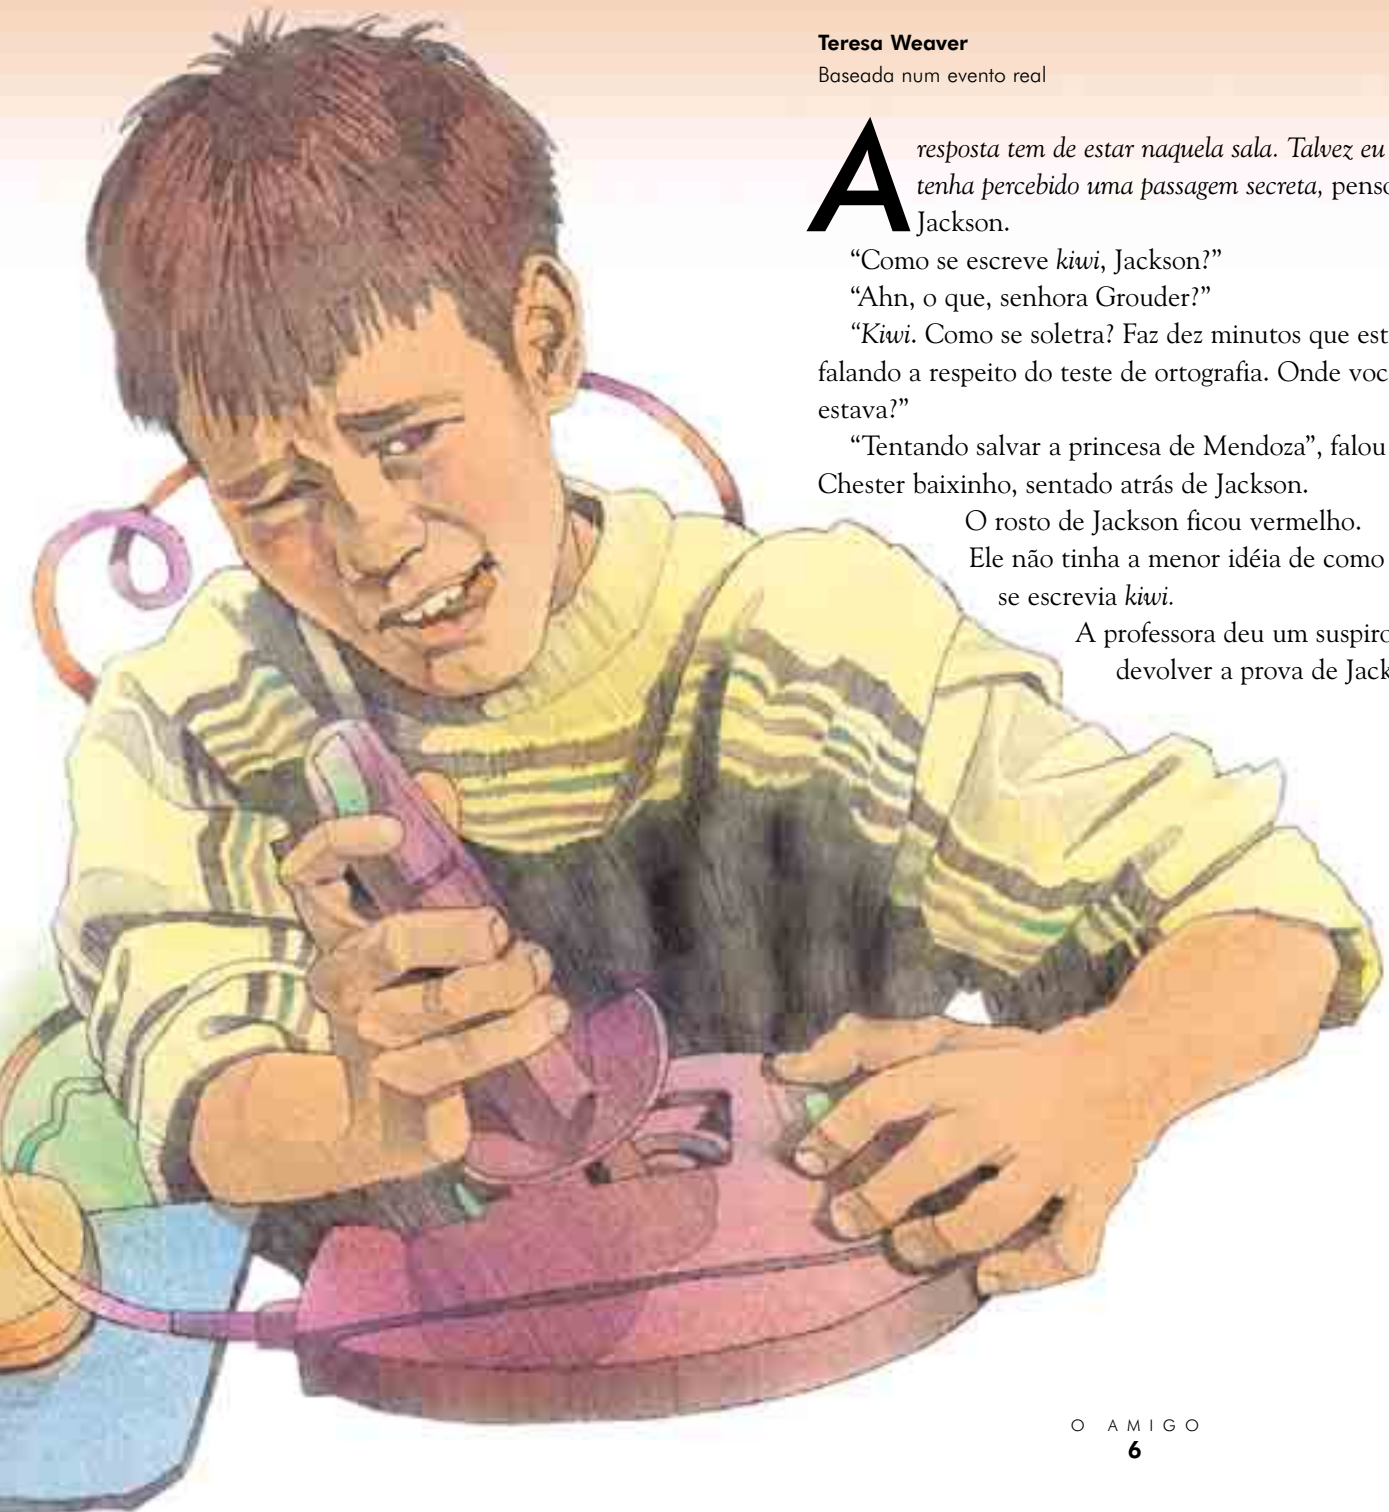 Teresa Weaver
Baseada num evento real
A resposta tem de estar naquela sala. Talvez eu
tenha percebido uma passagem secreta, penso
Jackson.
“Como se escreve kiwi, Jackson?”
“Ahn, o que, senhora Grouder?”
“Kiwi. Como se soletra? Faz dez minutos que est
falando a respeito do teste de ortografia. Onde voc
estava?”
“Tentando salvar a princesa de Mendoza”, falou
Chester baixinho, sentado atrás de Jackson.
O rosto de Jackson ficou vermelho.
Ele não tinha a menor idéia de como
se escrevia kiwi.
A professora deu um suspiro
devolver a prova de Jack
O AMIGO
6